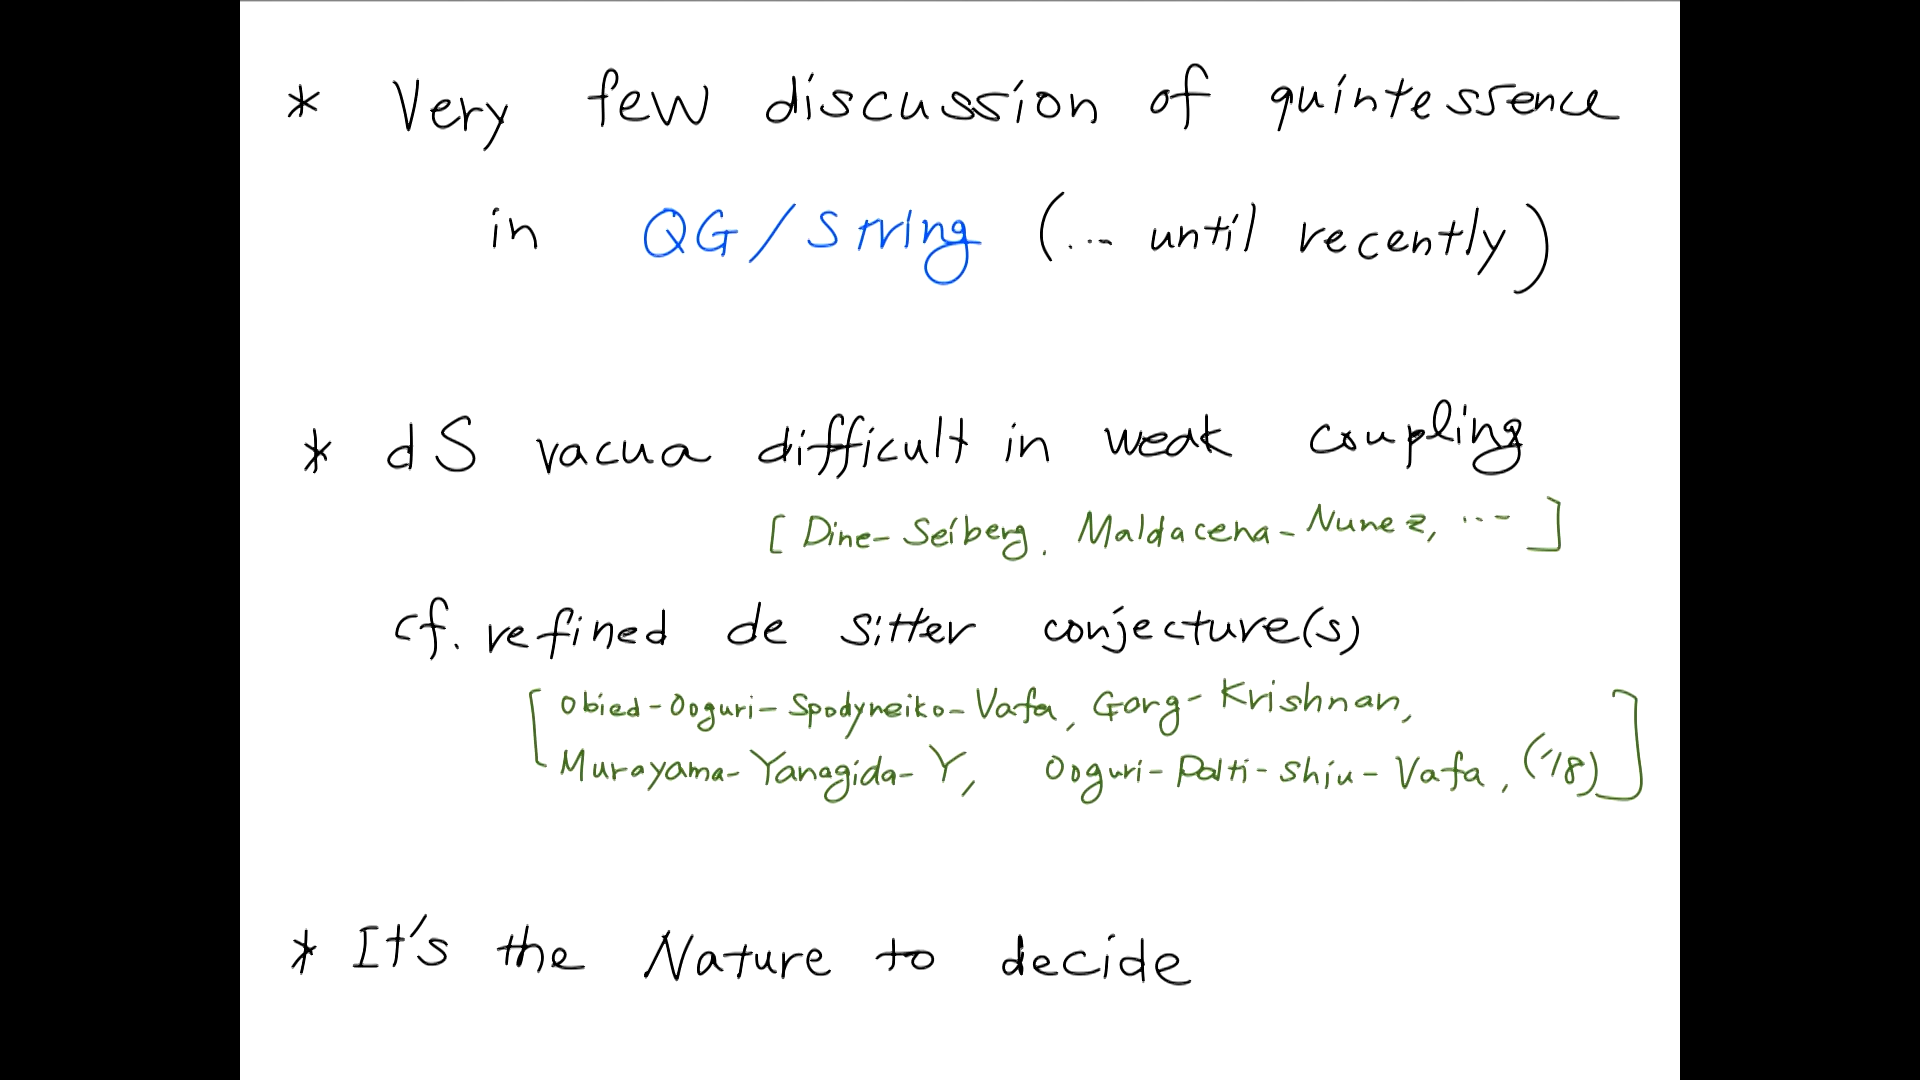 * Very few discussion of quintessence
in QG/String (... until recently)
* dS vacua difficult in weak coupling
[Dine-Seiberg, Maldacena-Nunez, ...]
cf. refined de Sitter conjecture(s)
[Obied-Ooguri-Spodyneiko-Vafa, Gorg-Krishnan,
Murayama-Yanagida-Y, Ooguri-Palti-Shiu-Vafa, ('18)]
* It's the Nature to decide